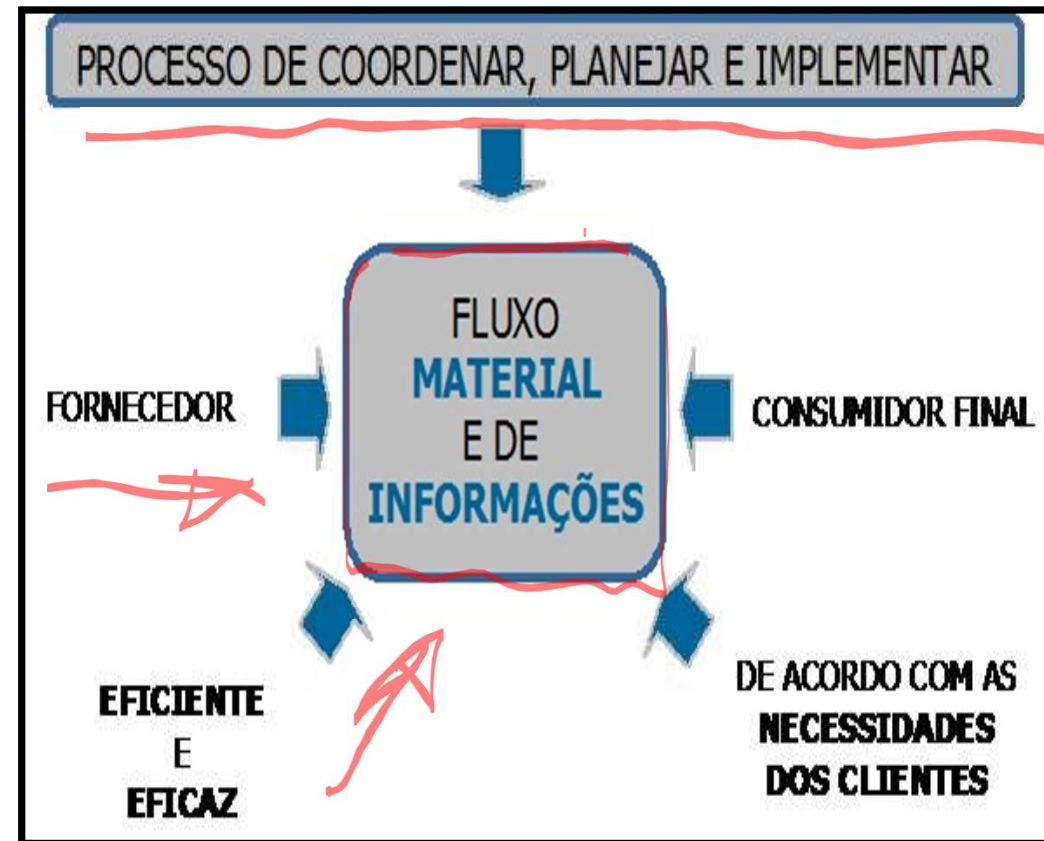 PROCESSO DE COORDENAR, PLANEJAR E IMPLEMENTAR
FLUXO
MATERIAL
E DE
INFORMAÇÕES
FORNECEDOR
CONSUMIDOR FINAL
EFICIENTE
E
EFICAZ
DE ACORDO COM AS
NECESSIDADES
DOS CLIENTES